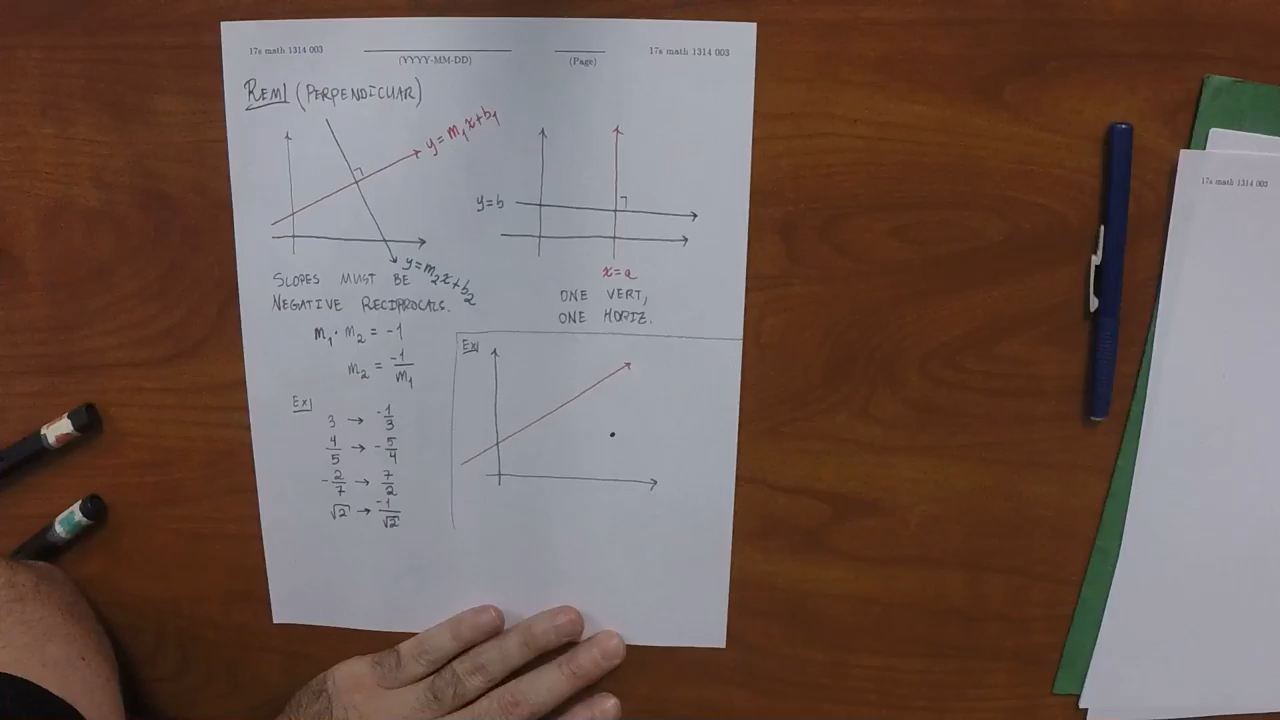 17s math 1314 003
(YYYY-MM-DD)
(Page)
17s math 1314 003
REM (PERPENDICUAR)
y=m₁x+b₁
y=m₂x+b₂
SLOPES MUST BE
NEGATIVE RECIPROCALS.
m₁·m₂ = -1
m₂ = -1/m₁
Ex
3 → -1/3
4/5 → -5/4
-2/7 → 7/2
√2 → -1/√2
y=b
x=a
ONE VERT,
ONE HORIZ.
Ex
17s math 1314 003